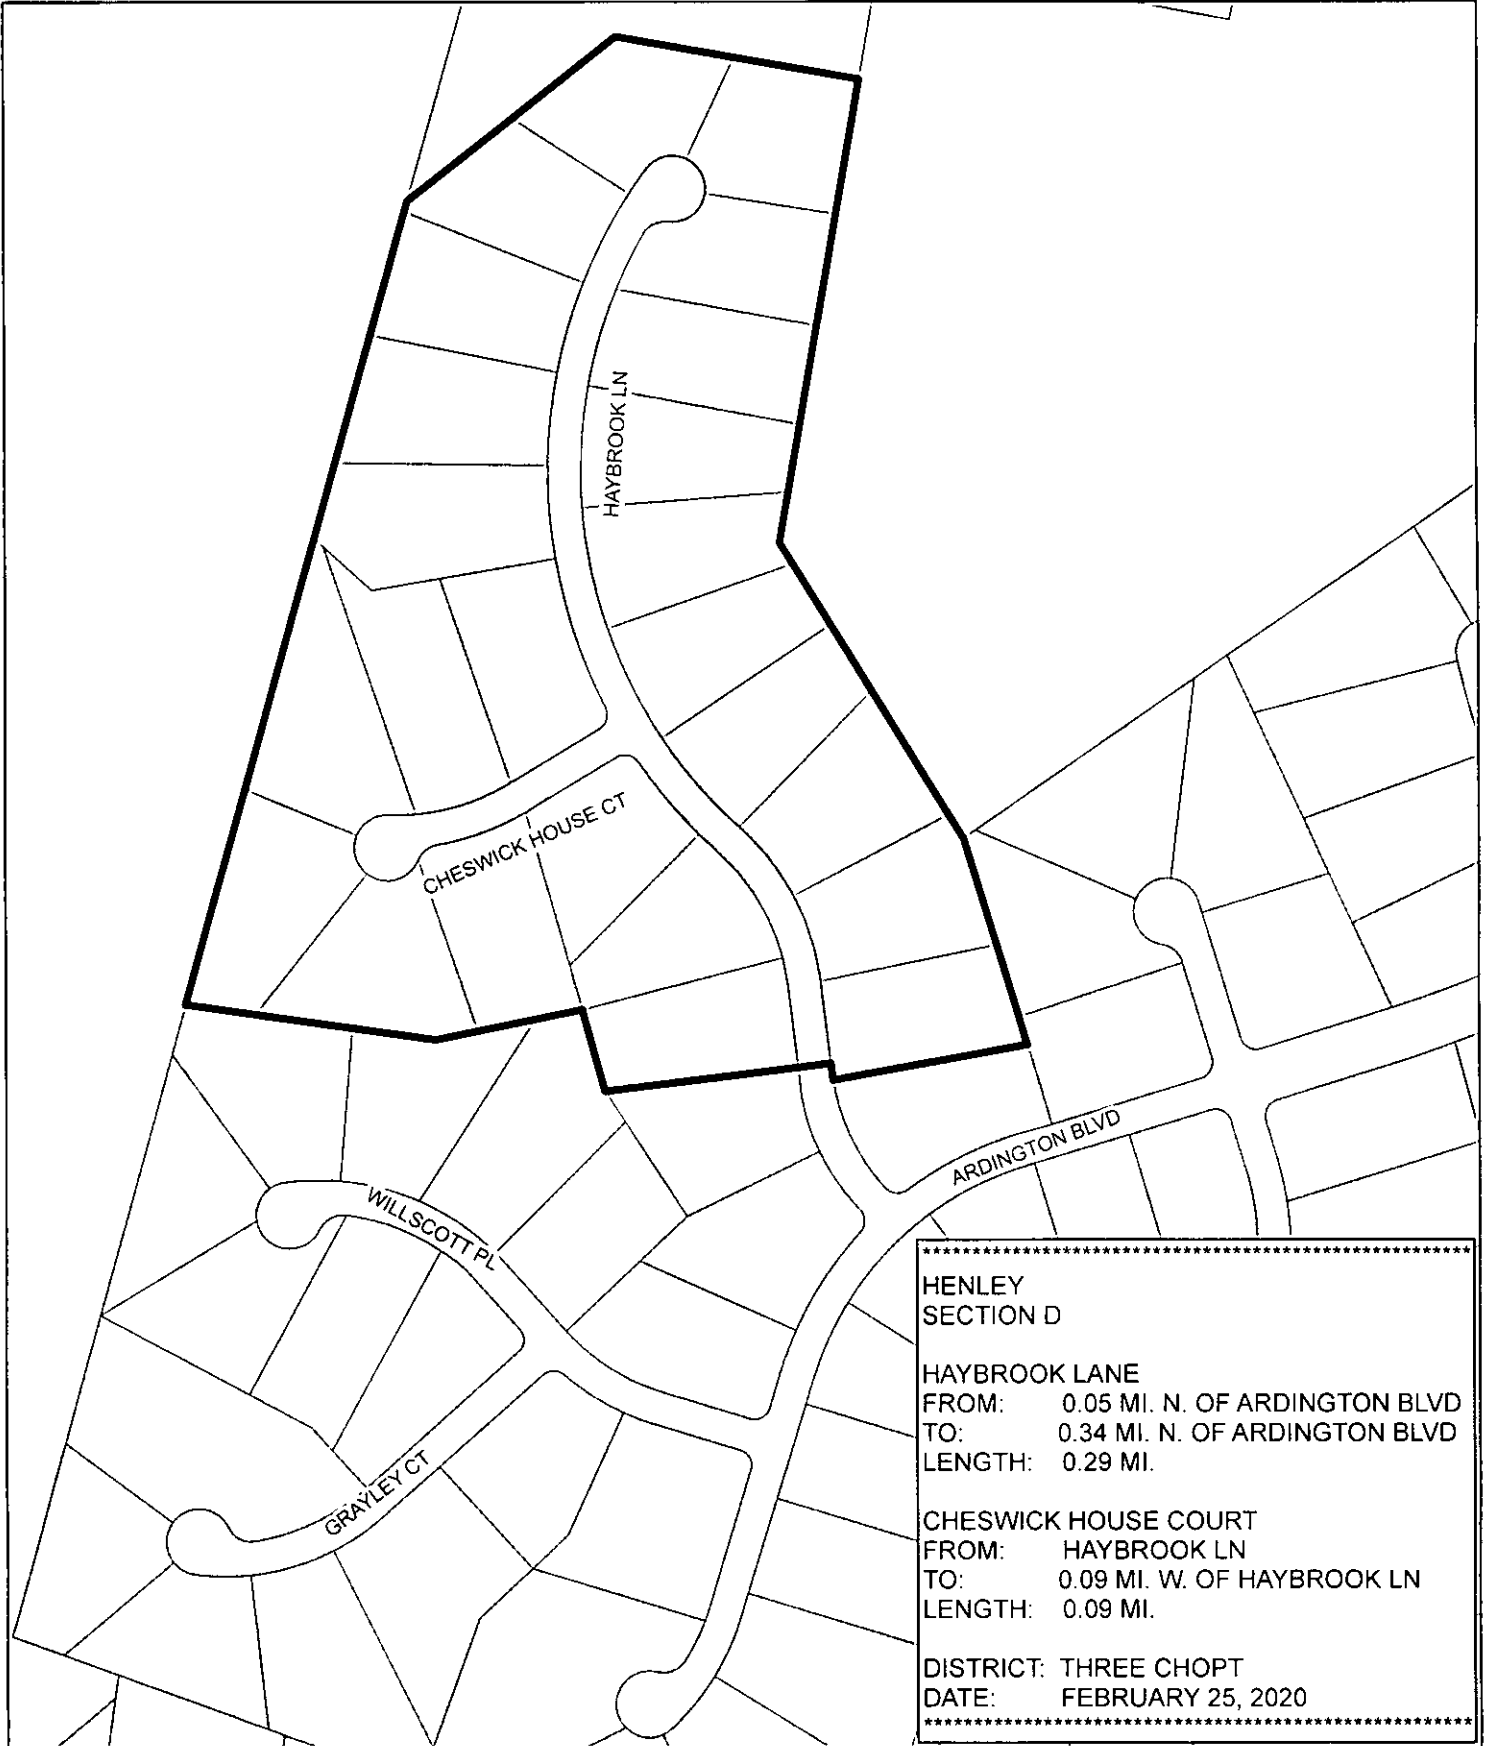 HAYBROOK LN
CHESWICK HOUSE CT
ARDINGTON BLVD
WILLSCOTT PL
GRAYLEY CT
************************************************************
HENLEY
SECTION D
HAYBROOK LANE
FROM: 0.05 MI. N. OF ARDINGTON BLVD
TO: 0.34 MI. N. OF ARDINGTON BLVD
LENGTH: 0.29 MI.
CHESWICK HOUSE COURT
FROM: HAYBROOK LN
TO: 0.09 MI. W. OF HAYBROOK LN
LENGTH: 0.09 MI.
DISTRICT: THREE CHOPT
DATE: FEBRUARY 25, 2020
************************************************************